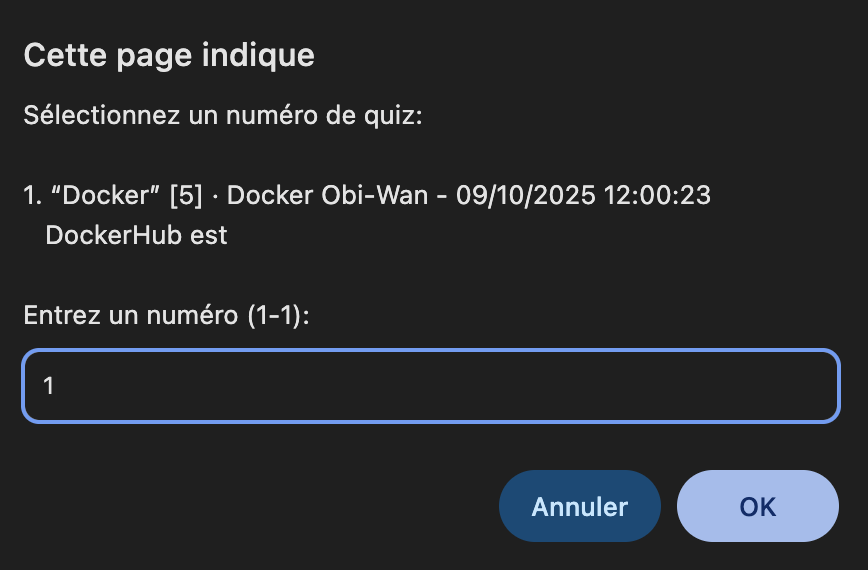 Cette page indique
Sélectionnez un numéro de quiz:
1. “Docker” [5] · Docker Obi-Wan - 09/10/2025 12:00:23
DockerHub est
Entrez un numéro (1-1):
1
Annuler
OK